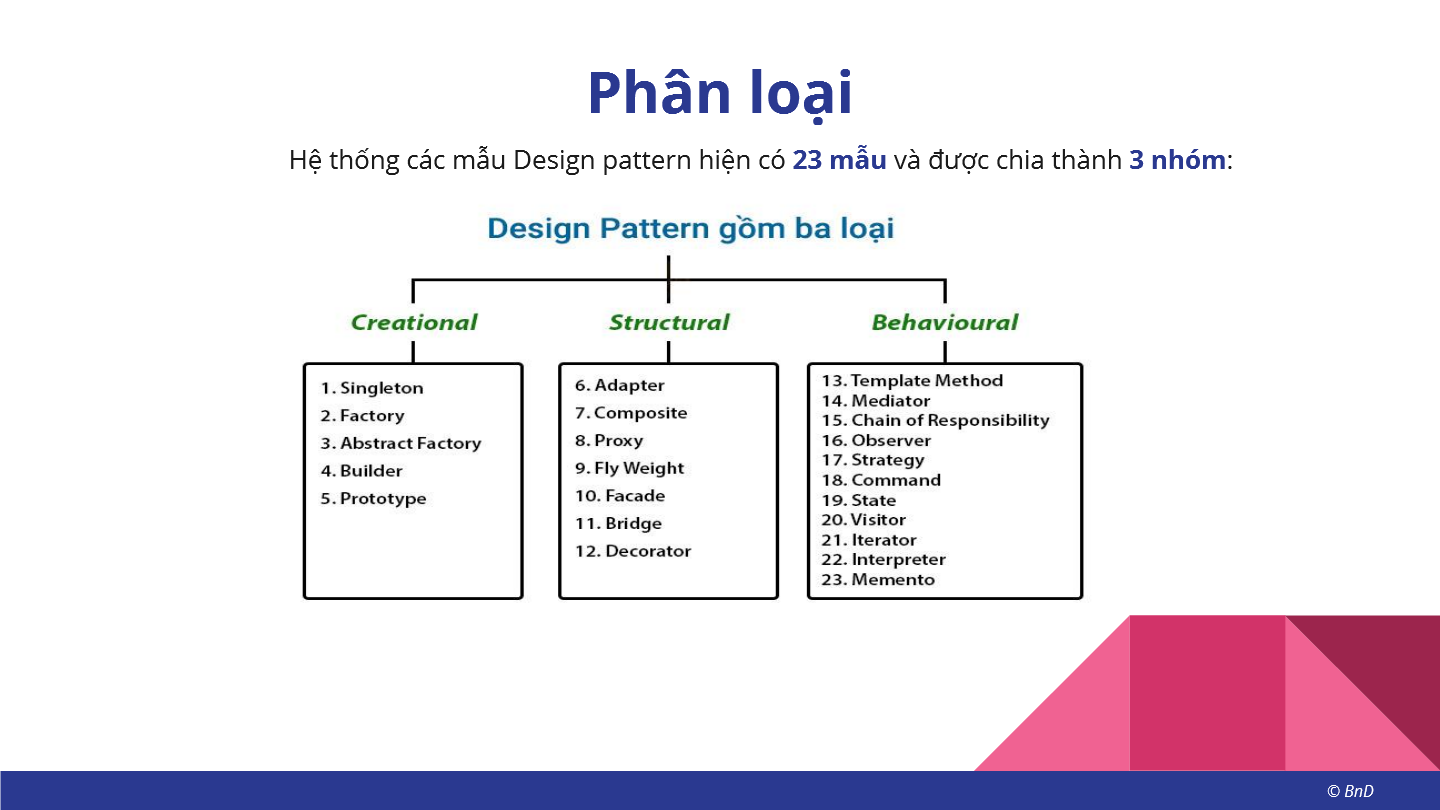 Phân loại
Hệ thống các mẫu Design pattern hiện có 23 mẫu và được chia thành 3 nhóm:
Design Pattern gồm ba loại
Creational
1. Singleton
2. Factory
3. Abstract Factory
4. Builder
5. Prototype
Structural
6. Adapter
7. Composite
8. Proxy
9. Fly Weight
10. Facade
11. Bridge
12. Decorator
Behavioural
13. Template Method
14. Mediator
15. Chain of Responsibility
16. Observer
17. Strategy
18. Command
19. State
20. Visitor
21. Iterator
22. Interpreter
23. Memento
© BnD